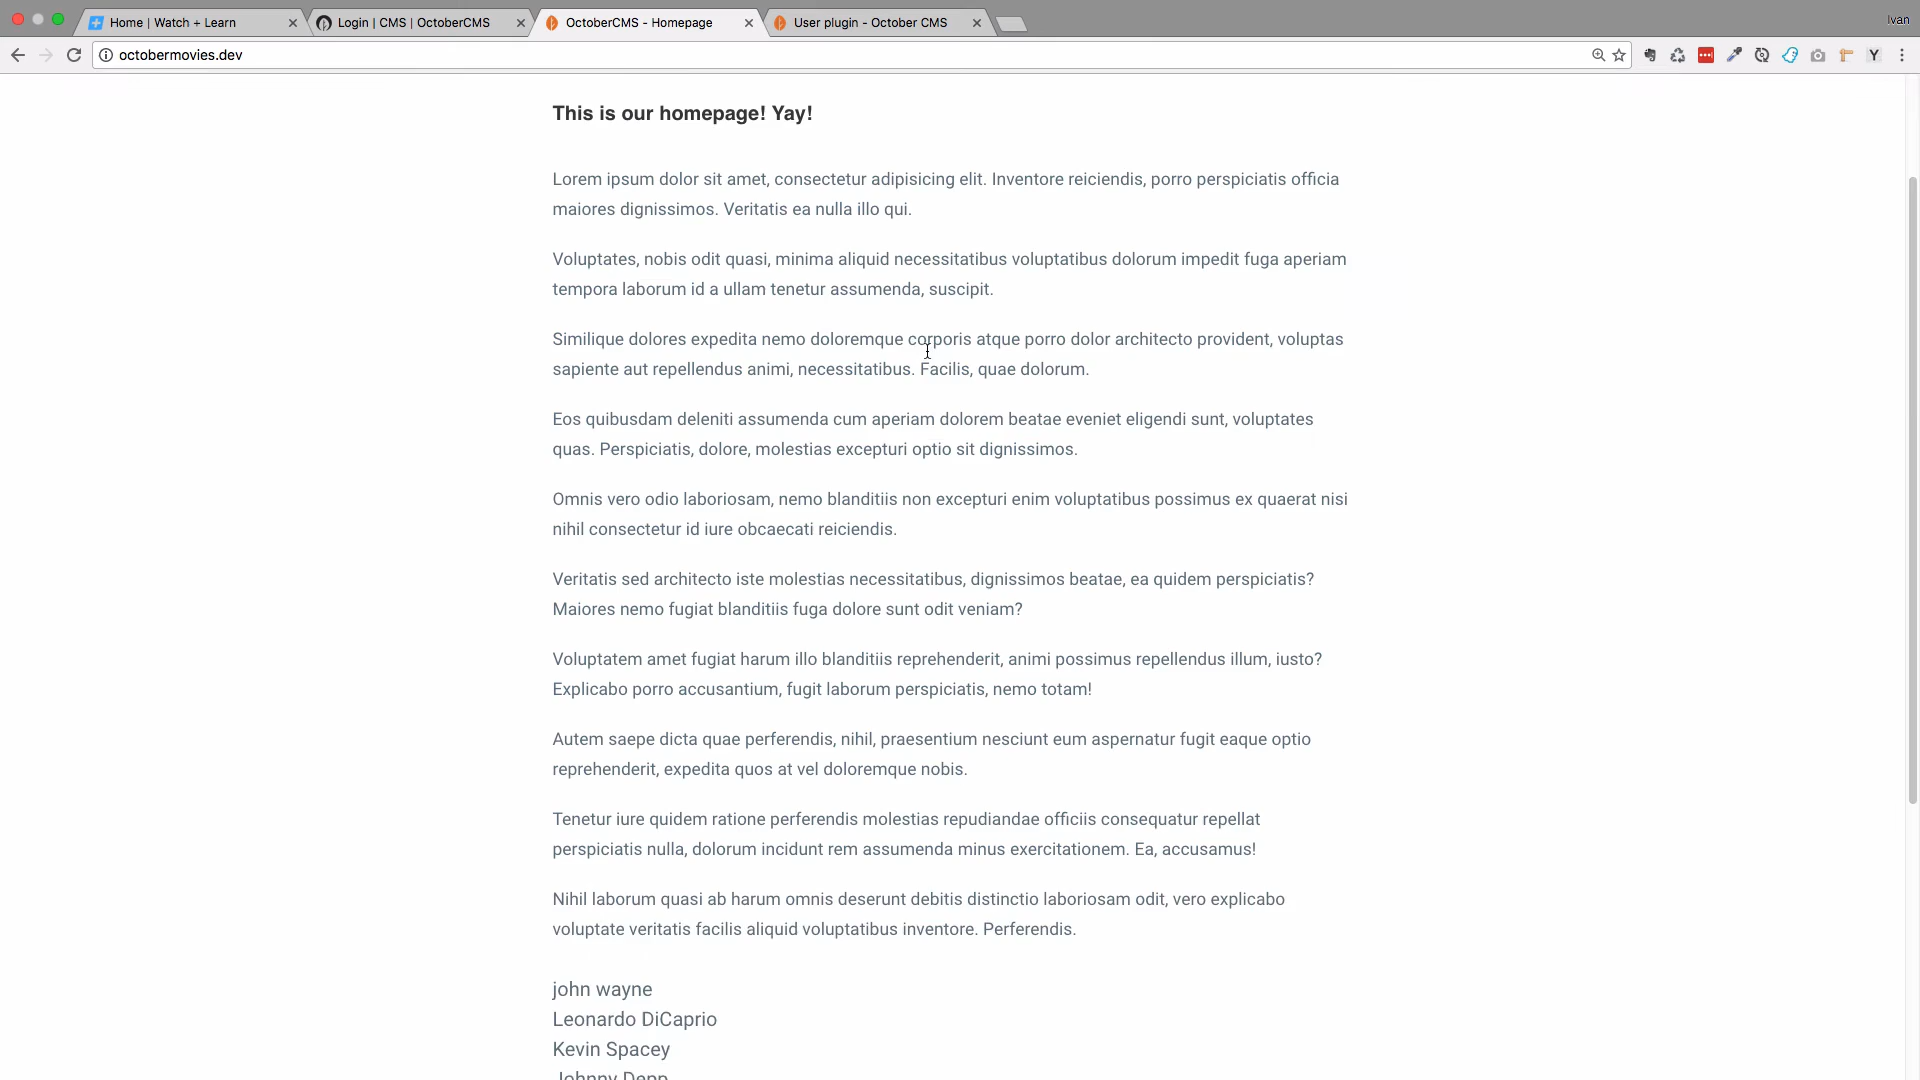 Home | Watch + Learn
Login | CMS | OctoberCMS
OctoberCMS - Homepage
User plugin - October CMS
Ivan
octobermovies.dev
Y
This is our homepage! Yay!
Lorem ipsum dolor sit amet, consectetur adipisicing elit. Inventore reiciendis, porro perspiciatis officia
maiores dignissimos. Veritatis ea nulla illo qui.
Voluptates, nobis odit quasi, minima aliquid necessitatibus voluptatibus dolorum impedit fuga aperiam
tempora laborum id a ullam tenetur assumenda, suscipit.
Similique dolores expedita nemo doloremque corporis atque porro dolor architecto provident, voluptas
sapiente aut repellendus animi, necessitatibus. Facilis, quae dolorum.
Eos quibusdam deleniti assumenda cum aperiam dolorem beatae eveniet eligendi sunt, voluptates
quas. Perspiciatis, dolore, molestias excepturi optio sit dignissimos.
Omnis vero odio laboriosam, nemo blanditiis non excepturi enim voluptatibus possimus ex quaerat nisi
nihil consectetur id iure obcaecati reiciendis.
Veritatis sed architecto iste molestias necessitatibus, dignissimos beatae, ea quidem perspiciatis?
Maiores nemo fugiat blanditiis fuga dolore sunt odit veniam?
Voluptatem amet fugiat harum illo blanditiis reprehenderit, animi possimus repellendus illum, iusto?
Explicabo porro accusantium, fugit laborum perspiciatis, nemo totam!
Autem saepe dicta quae perferendis, nihil, praesentium nesciunt eum aspernatur fugit eaque optio
reprehenderit, expedita quos at vel doloremque nobis.
Tenetur iure quidem ratione perferendis molestias repudiandae officiis consequatur repellat
perspiciatis nulla, dolorum incidunt rem assumenda minus exercitationem. Ea, accusamus!
Nihil laborum quasi ab harum omnis deserunt debitis distinctio laboriosam odit, vero explicabo
voluptate veritatis facilis aliquid voluptatibus inventore. Perferendis.
john wayne
Leonardo DiCaprio
Kevin Spacey
Johnny Depp